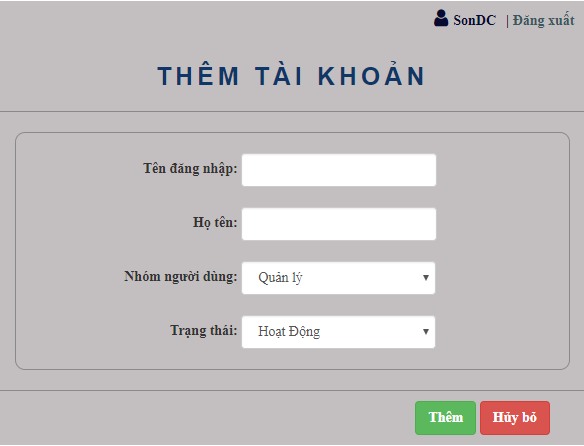 SonDC | Đăng xuất
THÊM TÀI KHOẢN
Tên đăng nhập:
Họ tên:
Nhóm người dùng: Quản lý
Trạng thái: Hoạt Động
Thêm Hủy bỏ